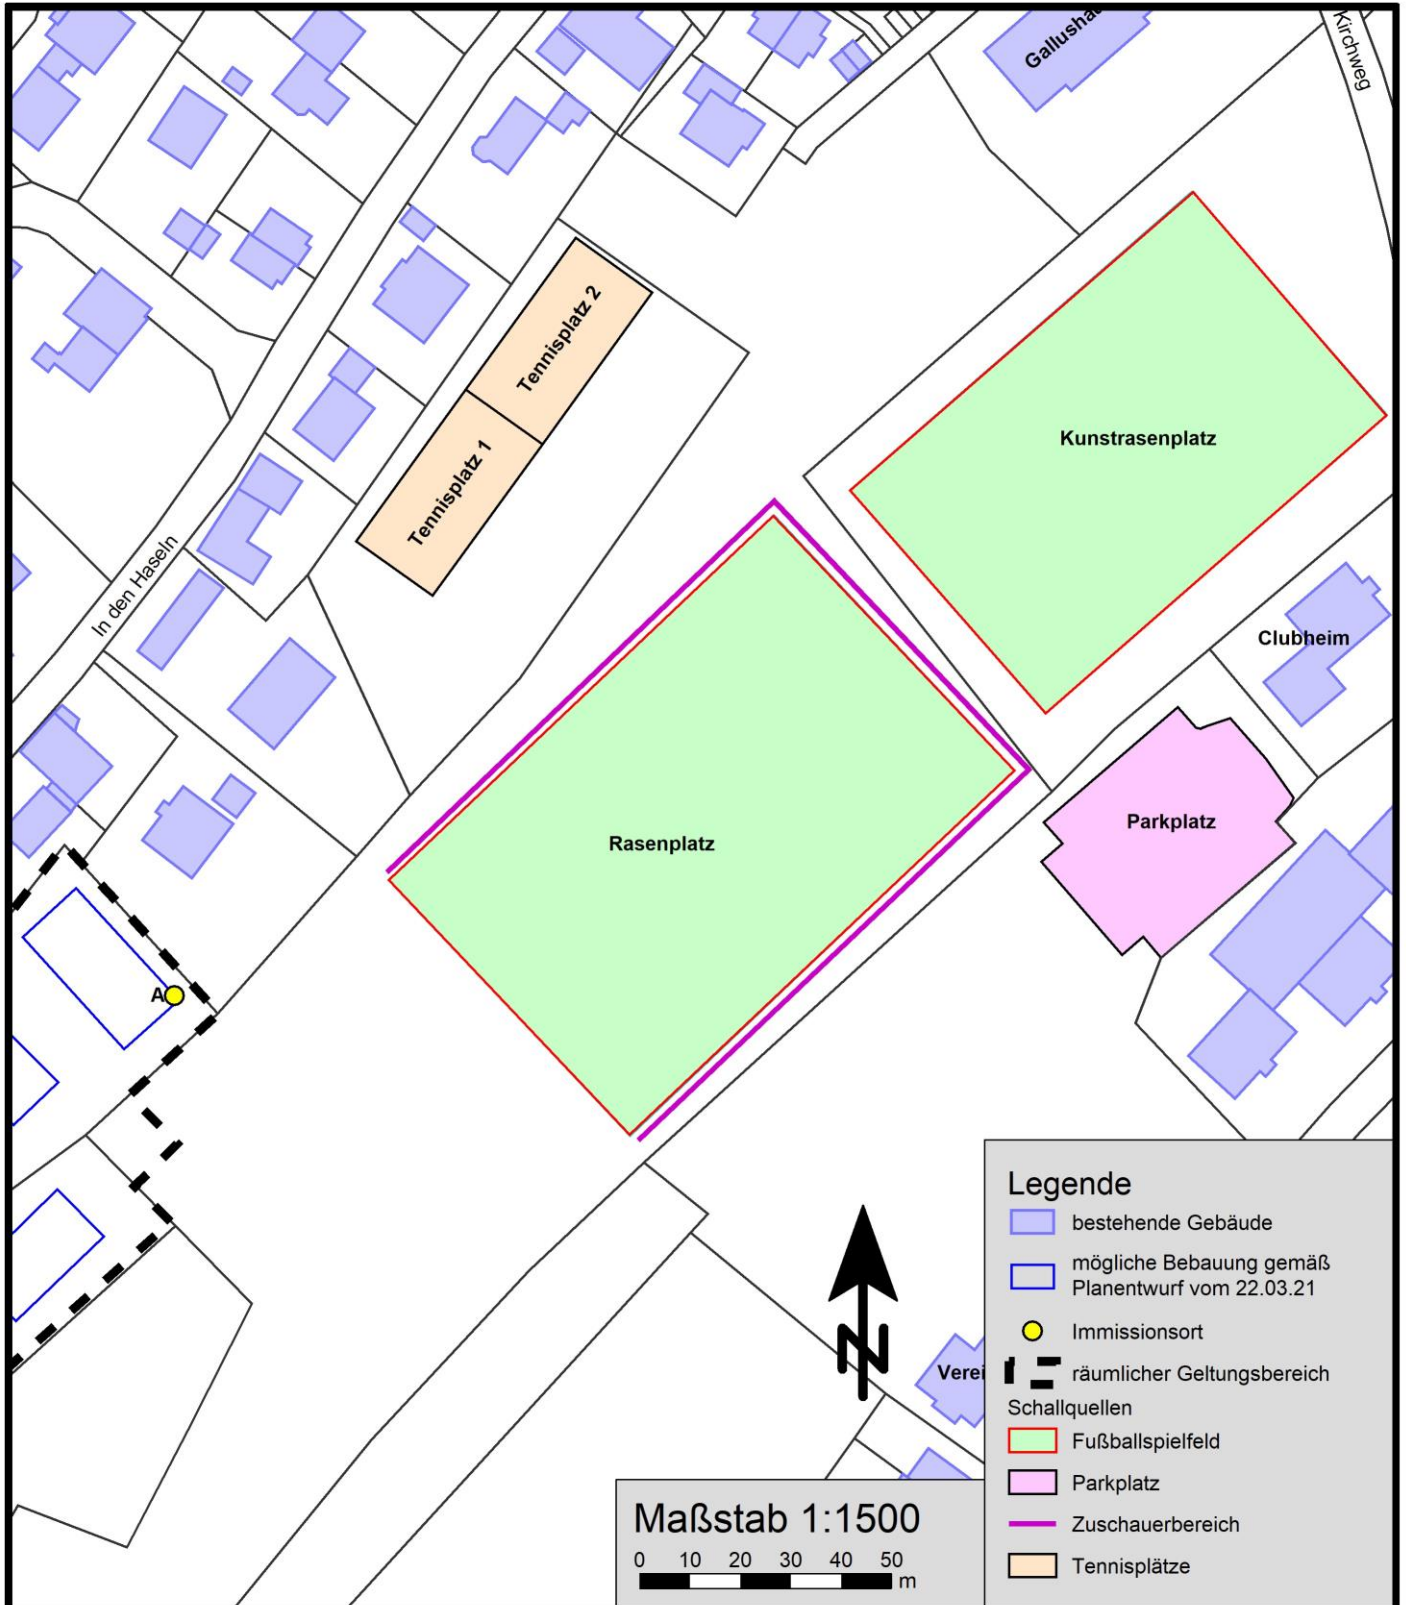 Gallushau
Kirchweg
Tennisplatz 2
Tennisplatz 1
Kunstrasenplatz
In den Haseln
Clubheim
Parkplatz
Rasenplatz
A
N
Verei
Legende
bestehende Gebäude
mögliche Bebauung gemäß
Planentwurf vom 22.03.21
Immissionsort
räumlicher Geltungsbereich
Schallquellen
Fußballspielfeld
Parkplatz
Zuschauerbereich
Tennisplätze
Maßstab 1:1500
0 10 20 30 40 50
m